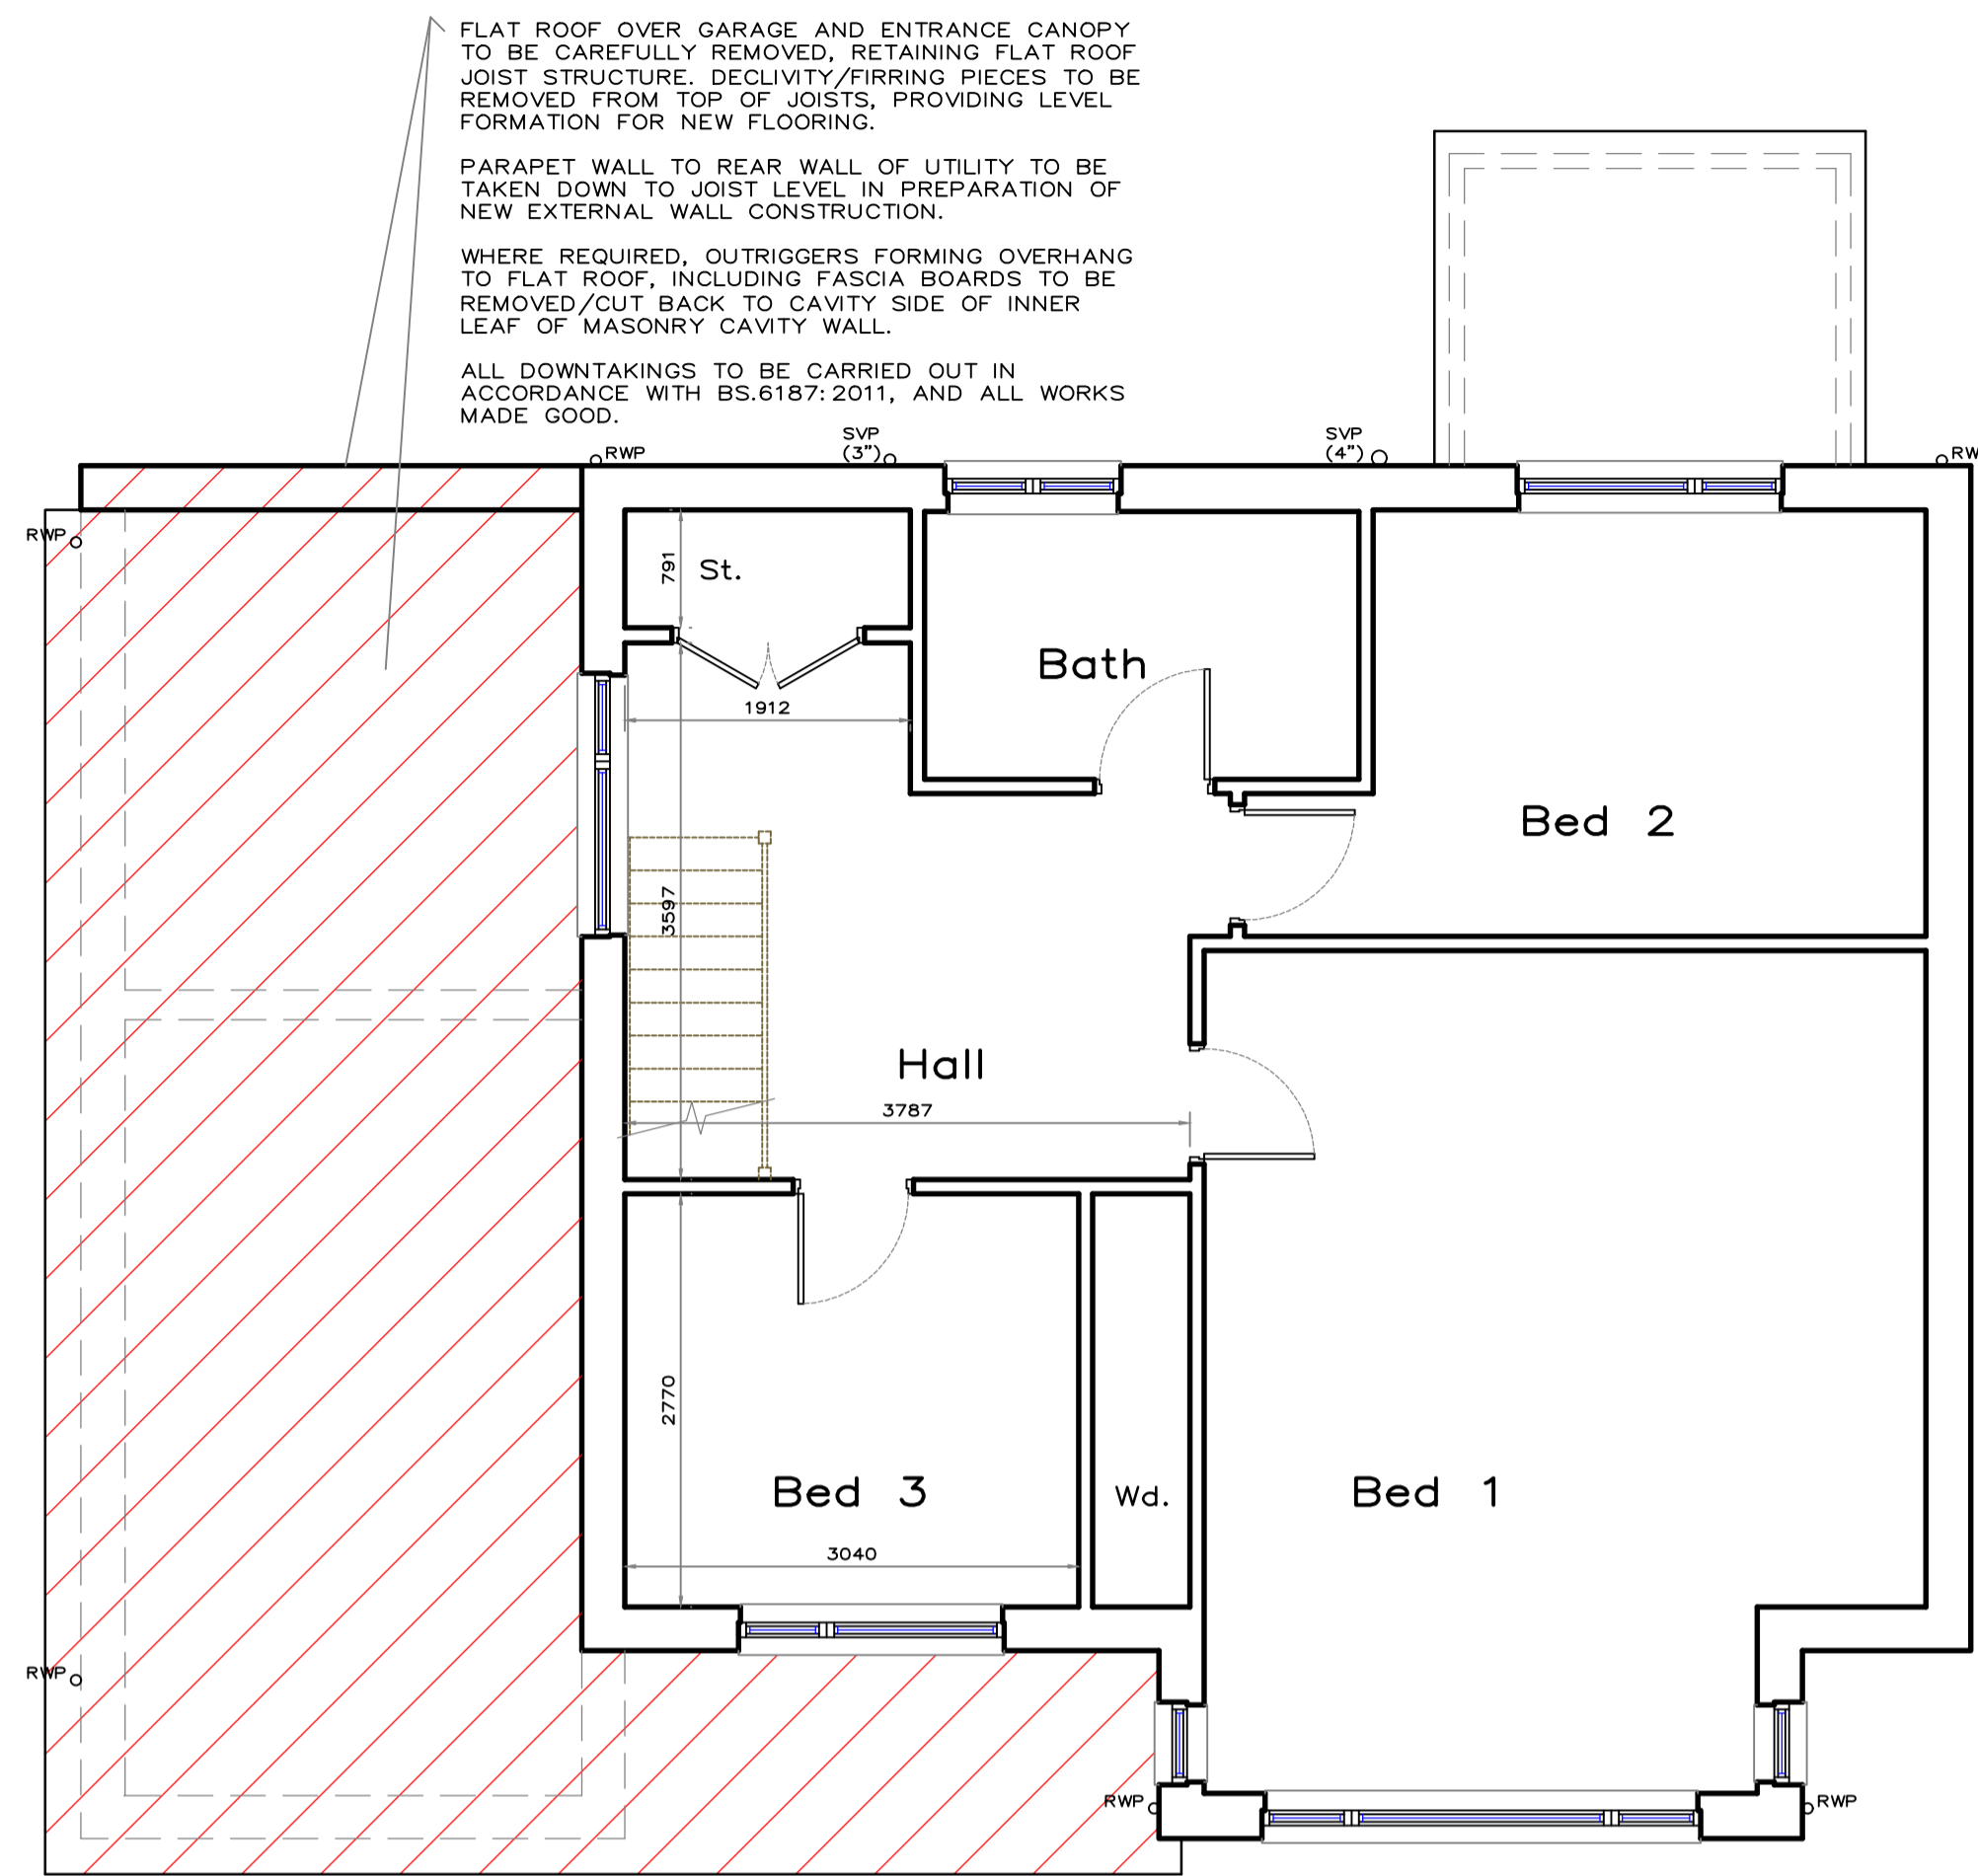 FLAT ROOF OVER GARAGE AND ENTRANCE CANOPY
TO BE CAREFULLY REMOVED, RETAINING FLAT ROOF
JOIST STRUCTURE. DECLIVITY/FIRRING PIECES TO BE
REMOVED FROM TOP OF JOISTS, PROVIDING LEVEL
FORMATION FOR NEW FLOORING.
PARAPET WALL TO REAR WALL OF UTILITY TO BE
TAKEN DOWN TO JOIST LEVEL IN PREPARATION OF
NEW EXTERNAL WALL CONSTRUCTION.
WHERE REQUIRED, OUTRIGGERS FORMING OVERHANG
TO FLAT ROOF, INCLUDING FASCIA BOARDS TO BE
REMOVED/CUT BACK TO CAVITY SIDE OF INNER
LEAF OF MASONRY CAVITY WALL.
ALL DOWNTAKINGS TO BE CARRIED OUT IN
ACCORDANCE WITH BS.6187:2011, AND ALL WORKS
MADE GOOD.
RWP
SVP
(3")
SVP
(4")
RW
RWP
791
St.
Bath
1912
Bed 2
3597
Hall
3787
2770
Bed 3
Wd.
Bed 1
3040
RWP
RWP
RWP